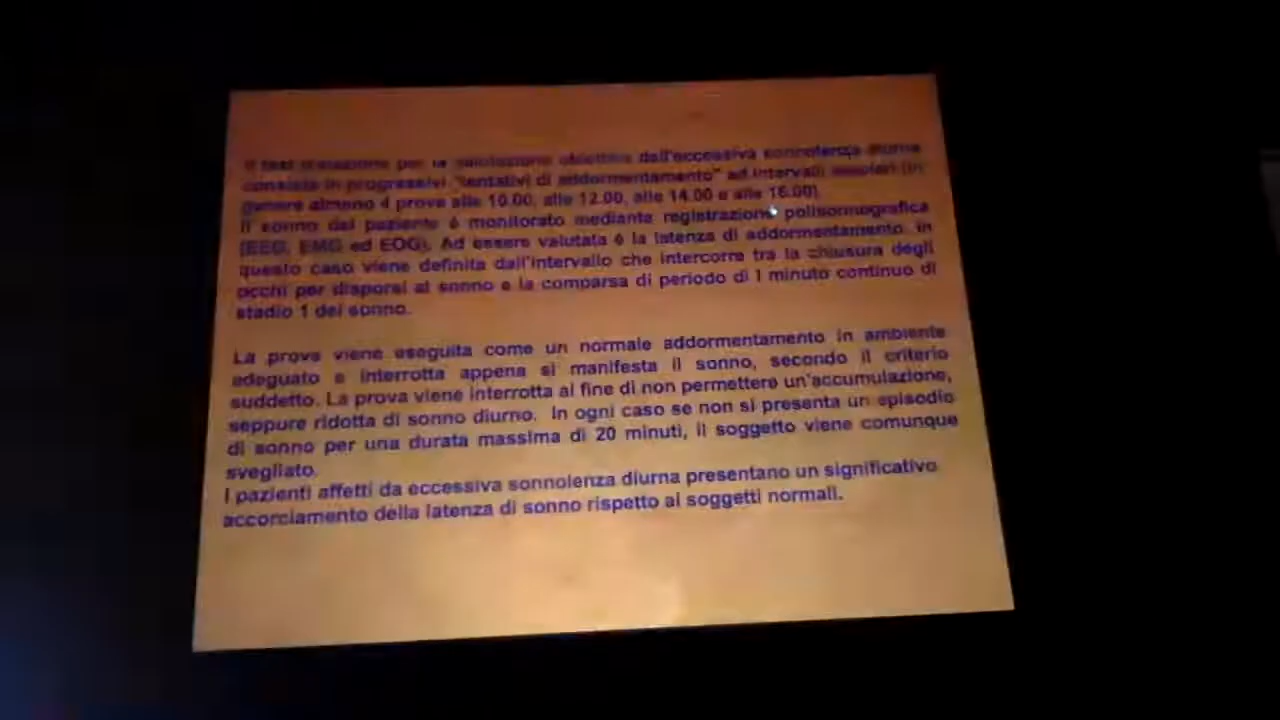 Il test consiste per la valutazione obiettiva dell'eccessiva sonnolenza diurna
consiste in progressivi "tentativi di addormentamento" ad intervalli regolari (in
genere almeno 4 prove alle 10.00, alle 12.00, alle 14.00 e alle 16.00)
Il sonno del paziente è monitorato mediante registrazione polisonnografica
(EEG, EMG ed EOG). Ad essere valutata è la latenza di addormentamento, in
questo caso viene definita dall'intervallo che intercorre tra la chiusura degli
occhi per disporsi al sonno e la comparsa di periodo di 1 minuto continuo di
stadio 1 del sonno.
La prova viene eseguita come un normale addormentamento in ambiente
adeguato e interrotta appena si manifesta il sonno, secondo il criterio
suddetto. La prova viene interrotta al fine di non permettere un'accumulazione,
seppure ridotta di sonno diurno. In ogni caso se non si presenta un episodio
di sonno per una durata massima di 20 minuti, il soggetto viene comunque
svegliato.
I pazienti affetti da eccessiva sonnolenza diurna presentano un significativo
accorciamento della latenza di sonno rispetto ai soggetti normali.